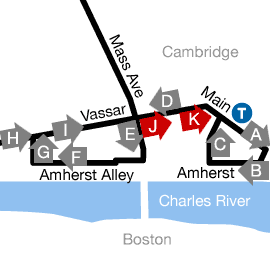 Mass Ave
Cambridge
Vassar
D
Main
T
H
I
E
J
K
A
G
F
C
B
Amherst Alley
Amherst
Charles River
Boston